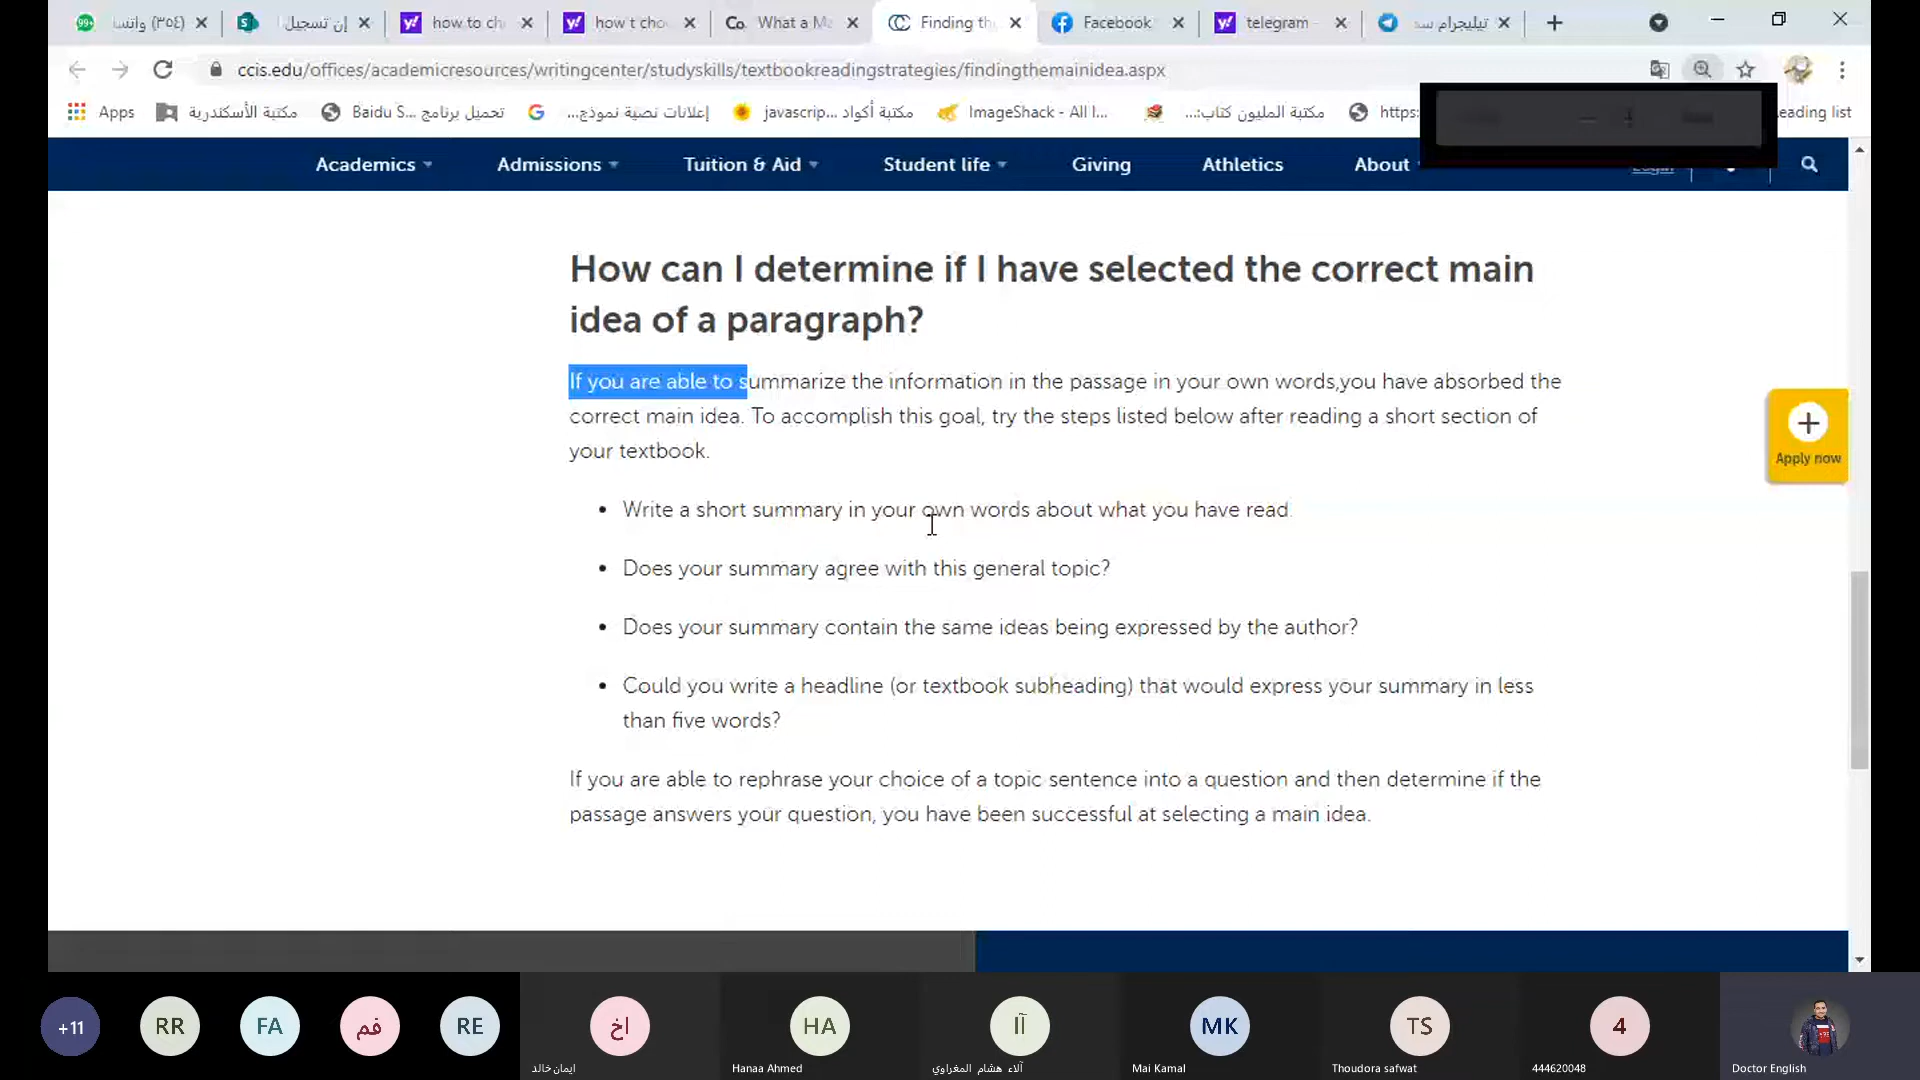 99+
(٣٥٤) واتسا
إن تسجيل
how to ch
how t cho
What a Ma
Finding th
Facebook
telegram -
تيليجرام سط
ccis.edu/offices/academicresources/writingcenter/studyskills/textbookreadingstrategies/findingthemainidea.aspx
Apps
مكتبة الأسكندرية
تحميل برنامج ...Baidu S
إعلانات نصية نموذج...
مكتبة أكواد ...javascrip
ImageShack - All I...
مكتبة المليون كتاب:...
https:
eading list
Academics
Admissions
Tuition & Aid
Student life
Giving
Athletics
About
Login
How can I determine if I have selected the correct main
idea of a paragraph?
If you are able to summarize the information in the passage in your own words,you have absorbed the
correct main idea. To accomplish this goal, try the steps listed below after reading a short section of
your textbook.
• Write a short summary in your own words about what you have read.
• Does your summary agree with this general topic?
• Does your summary contain the same ideas being expressed by the author?
• Could you write a headline (or textbook subheading) that would express your summary in less
than five words?
If you are able to rephrase your choice of a topic sentence into a question and then determine if the
passage answers your question, you have been successful at selecting a main idea.
Apply now
+11
RR
FA
فم
RE
اخ
ايمان خالد
HA
Hanaa Ahmed
آا
آلاء هشام المغراوي
MK
Mai Kamal
TS
Thoudora safwat
4
444620048
Doctor English